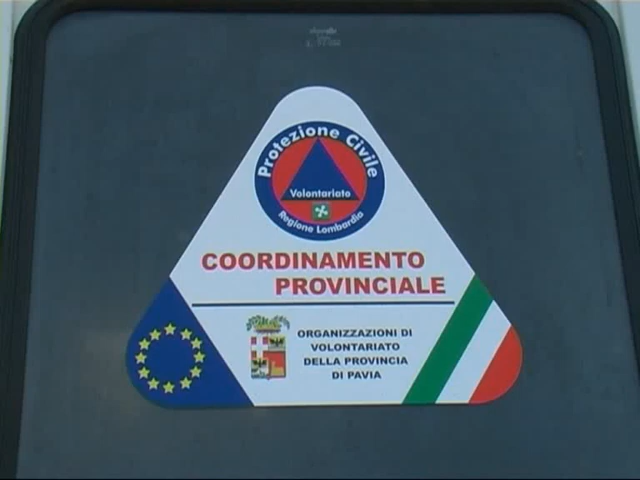 Protezione Civile
Volontariato
Regione Lombardia
COORDINAMENTO
PROVINCIALE
ORGANIZZAZIONI DI
VOLONTARIATO
DELLA PROVINCIA
DI PAVIA